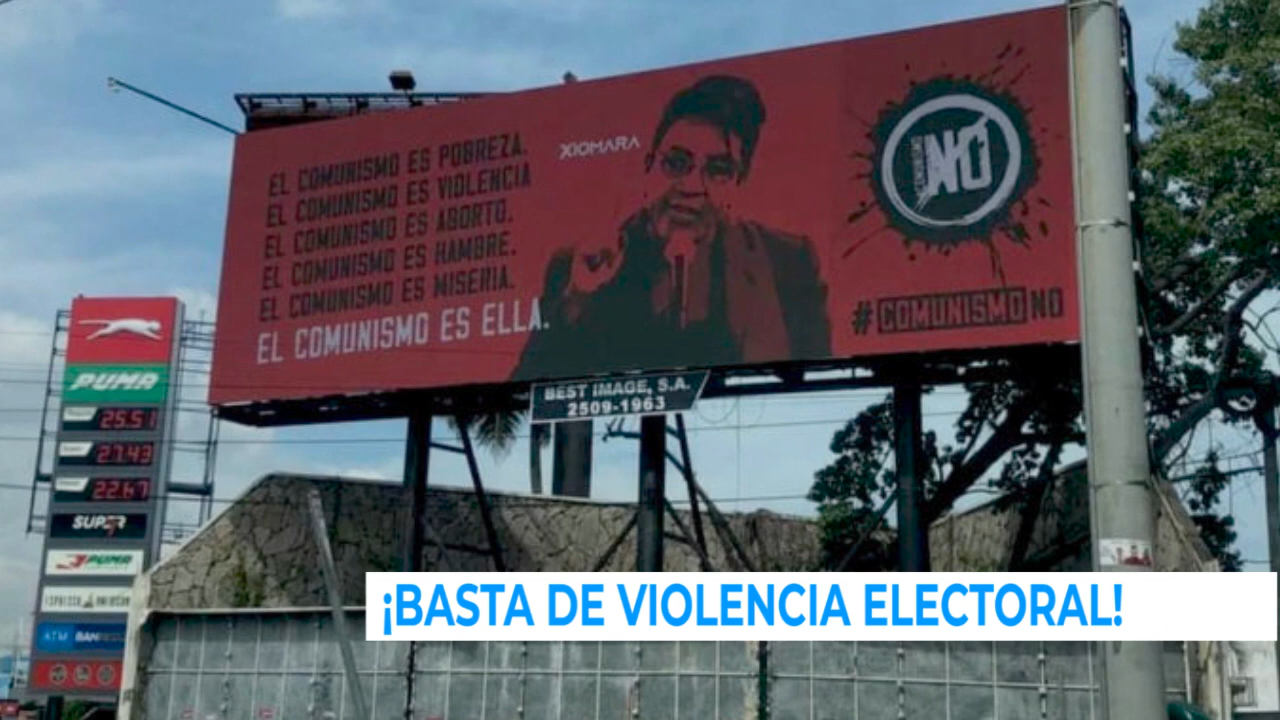 EL COMUNISMO ES POBREZA.
EL COMUNISMO ES VIOLENCIA
EL COMUNISMO ES ABORTO.
EL COMUNISMO ES HAMBRE.
EL COMUNISMO ES MISERIA.
EL COMUNISMO ES ELLA.
XIOMARA
NO
#COMUNISMO NO
BEST IMAGE, S.A.
2509-1963
PUMA
25.51
27.43
22.67
SUPER
PUMA
ATM
¡BASTA DE VIOLENCIA ELECTORAL!